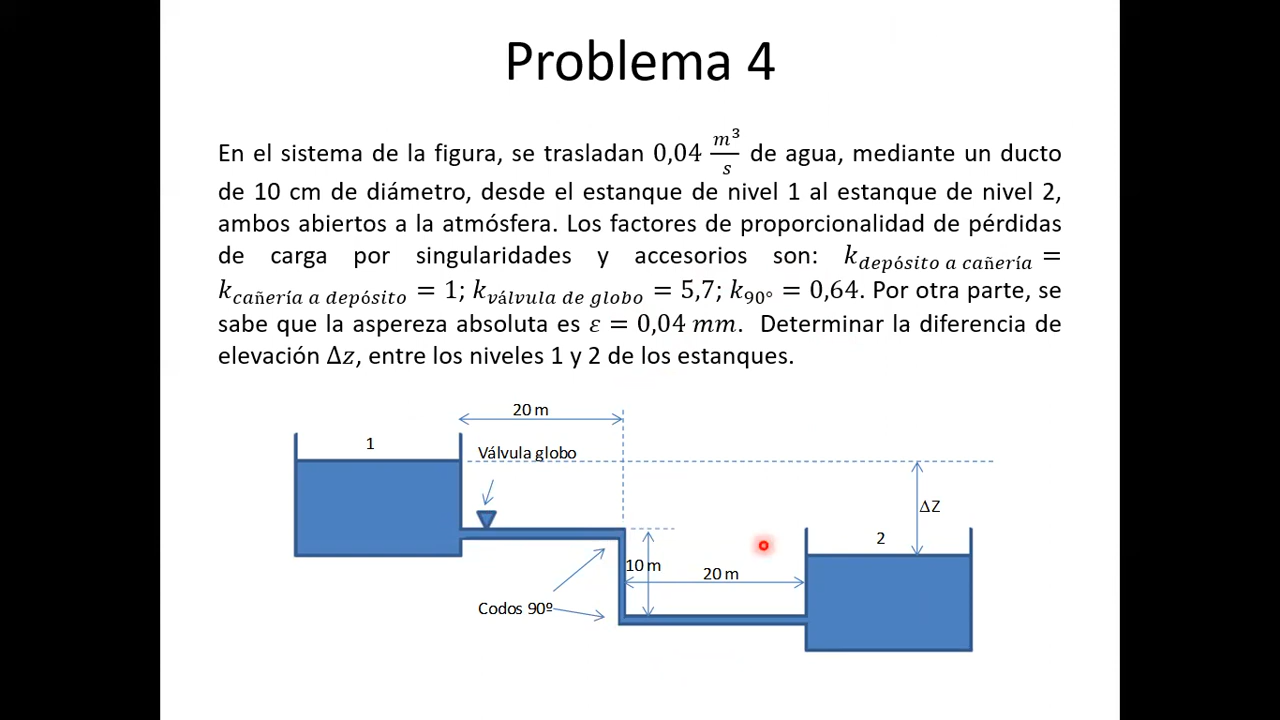 Problema 4
En el sistema de la figura, se trasladan 0,04 m³/s de agua, mediante un ducto
de 10 cm de diámetro, desde el estanque de nivel 1 al estanque de nivel 2,
ambos abiertos a la atmósfera. Los factores de proporcionalidad de pérdidas
de carga por singularidades y accesorios son: k_depósito a cañería =
k_cañería a depósito = 1; k_válvula de globo = 5,7; k_90° = 0,64. Por otra parte, se
sabe que la aspereza absoluta es ε = 0,04 mm. Determinar la diferencia de
elevación Δz, entre los niveles 1 y 2 de los estanques.
20 m
1
Válvula globo
ΔZ
2
10 m
20 m
Codos 90º